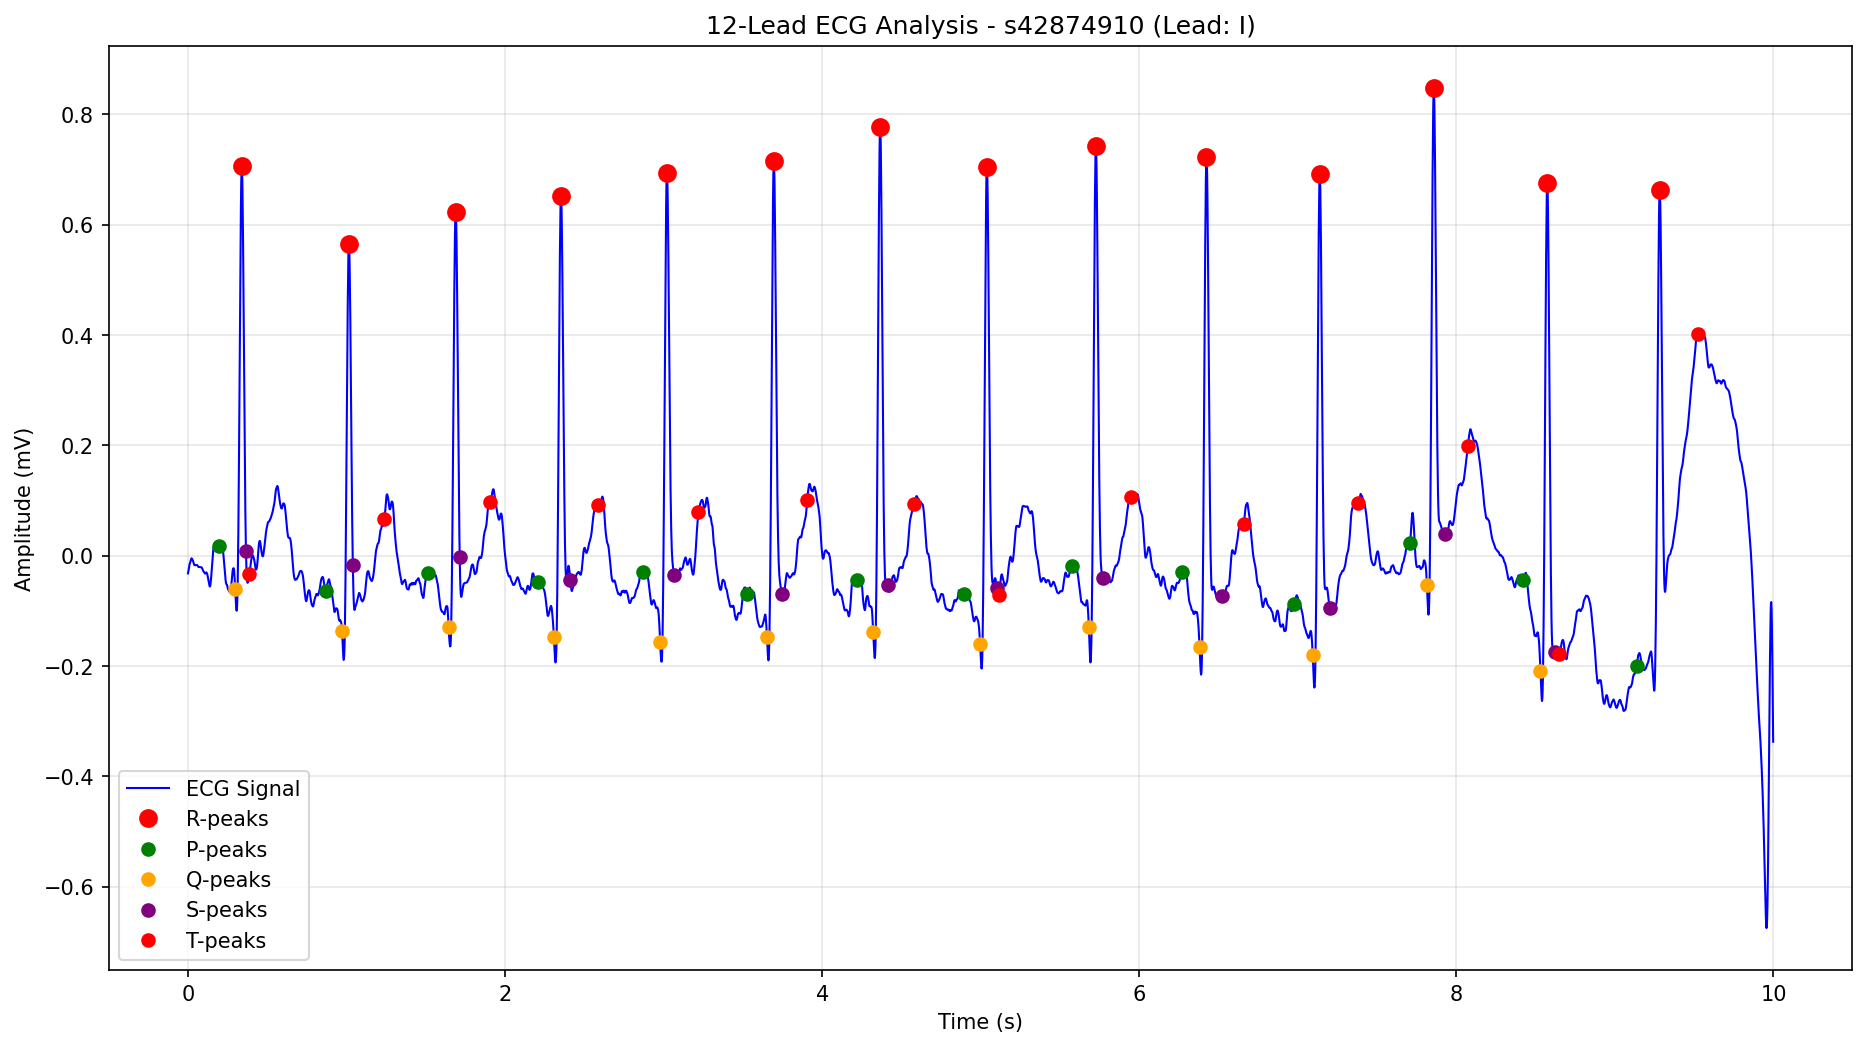 12-Lead ECG Analysis - s42874910 (Lead: I)
Amplitude (mV)
0.8
0.6
0.4
0.2
0.0
−0.2
−0.4
−0.6
ECG Signal
R-peaks
P-peaks
Q-peaks
S-peaks
T-peaks
0 2 4 6 8 10
Time (s)